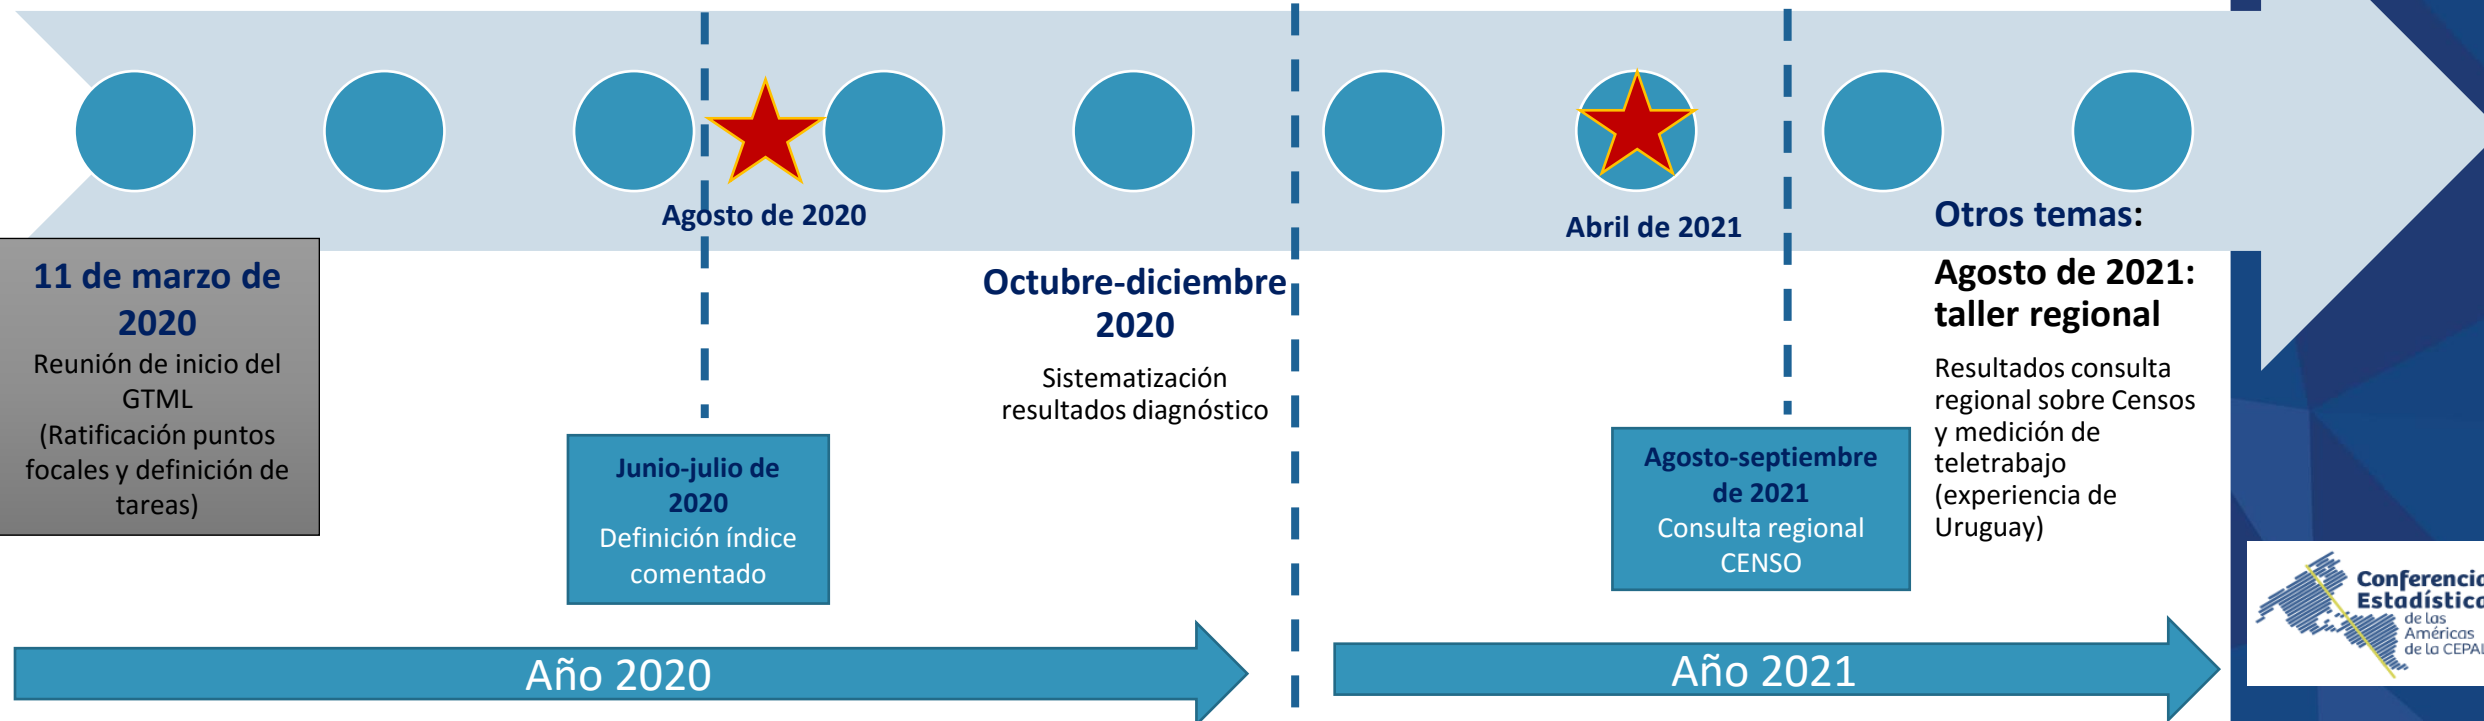 Agosto de 2020
Abril de 2021
11 de marzo de
2020
Reunión de inicio del
GTML
(Ratificación puntos
focales y definición de
tareas)
Junio-julio de
2020
Definición índice
comentado
Octubre-diciembre
2020
Sistematización
resultados diagnóstico
Agosto-septiembre
de 2021
Consulta regional
CENSO
Otros temas:
Agosto de 2021:
taller regional
Resultados consulta
regional sobre Censos
y medición de
teletrabajo
(experiencia de
Uruguay)
Año 2020
Año 2021
Conferencia
Estadística
de las
Américas
de la CEPAL